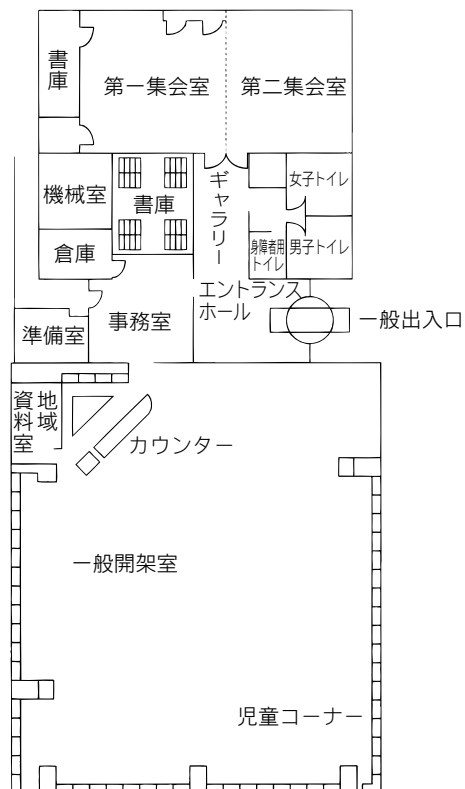 書庫
第一集会室
第二集会室
機械室
書庫
ギャラリー
女子トイレ
倉庫
身障者用
トイレ
男子トイレ
エントランス
ホール
一般出入口
準備室
事務室
地域
資料室
カウンター
一般開架室
児童コーナー